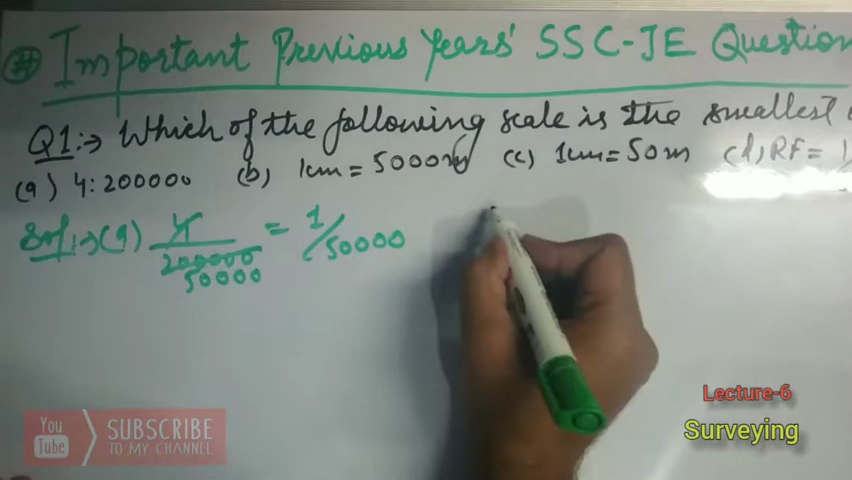 # Important Previous Years' SSC-JE Question
Q1:→ Which of the following scale is the smallest
(a) 4:200000 (b) 1cm = 5000m (c) 1cm = 50m (d) RF = 1/
Sol:→ (a) 4/200000 50000 = 1/50000
Lecture-6
Surveying
You Tube SUBSCRIBE
TO MY CHANNEL